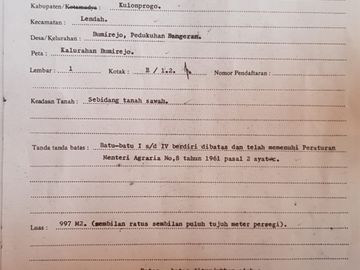 Kabupaten/Kotamadya : Kulonprogo.
Kecamatan : Lendah.
Desa/Kelurahan : Bumirejo, Pedukuhan Bangeran.
Peta : Kalurahan Bumirejo.
Lembar : 1 Kotak : E / 1.2. Nomor Pendaftaran :
Keadaan Tanah : Sebidang tanah sawah.
Tanda tanda batas : Batu-batu I s/d IV berdiri dibatas dan telah memenuhi Peraturan
Menteri Agraria No,8 tahun 1961 pasal 2 ayatwc.
Luas : 997 M2. (sembilan ratus sembilan puluh tujuh meter persegi).